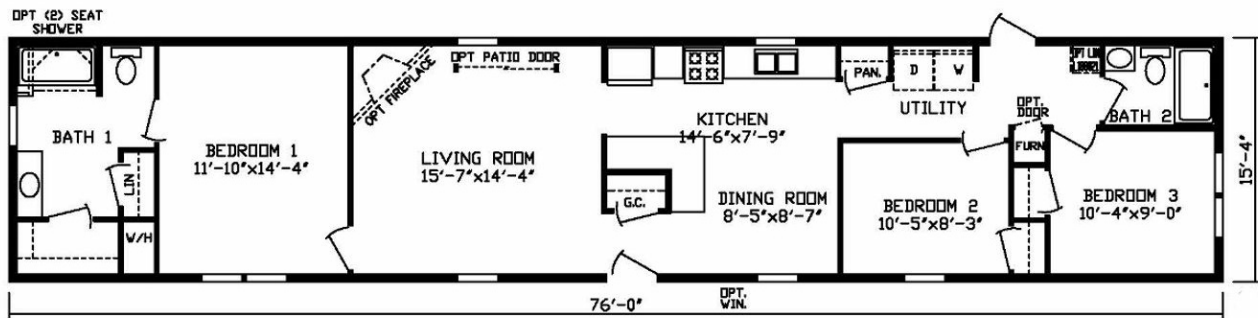 OPT (2) SEAT
SHOWER
BATH 1
LIN
W/H
BEDROOM 1
11'-10"x14'-4"
OPT FIREPLACE
OPT PATIO DOOR
LIVING ROOM
15'-7"x14'-4"
G.C.
KITCHEN
14'-6"x7'-9"
DINING ROOM
8'-5"x8'-7"
PAN.
D
W
UTILITY
OPT.
DOOR
FURN
BATH 2
BEDROOM 2
10'-5"x8'-3"
BEDROOM 3
10'-4"x9'-0"
15'-4"
76'-0"
OPT.
WIN.